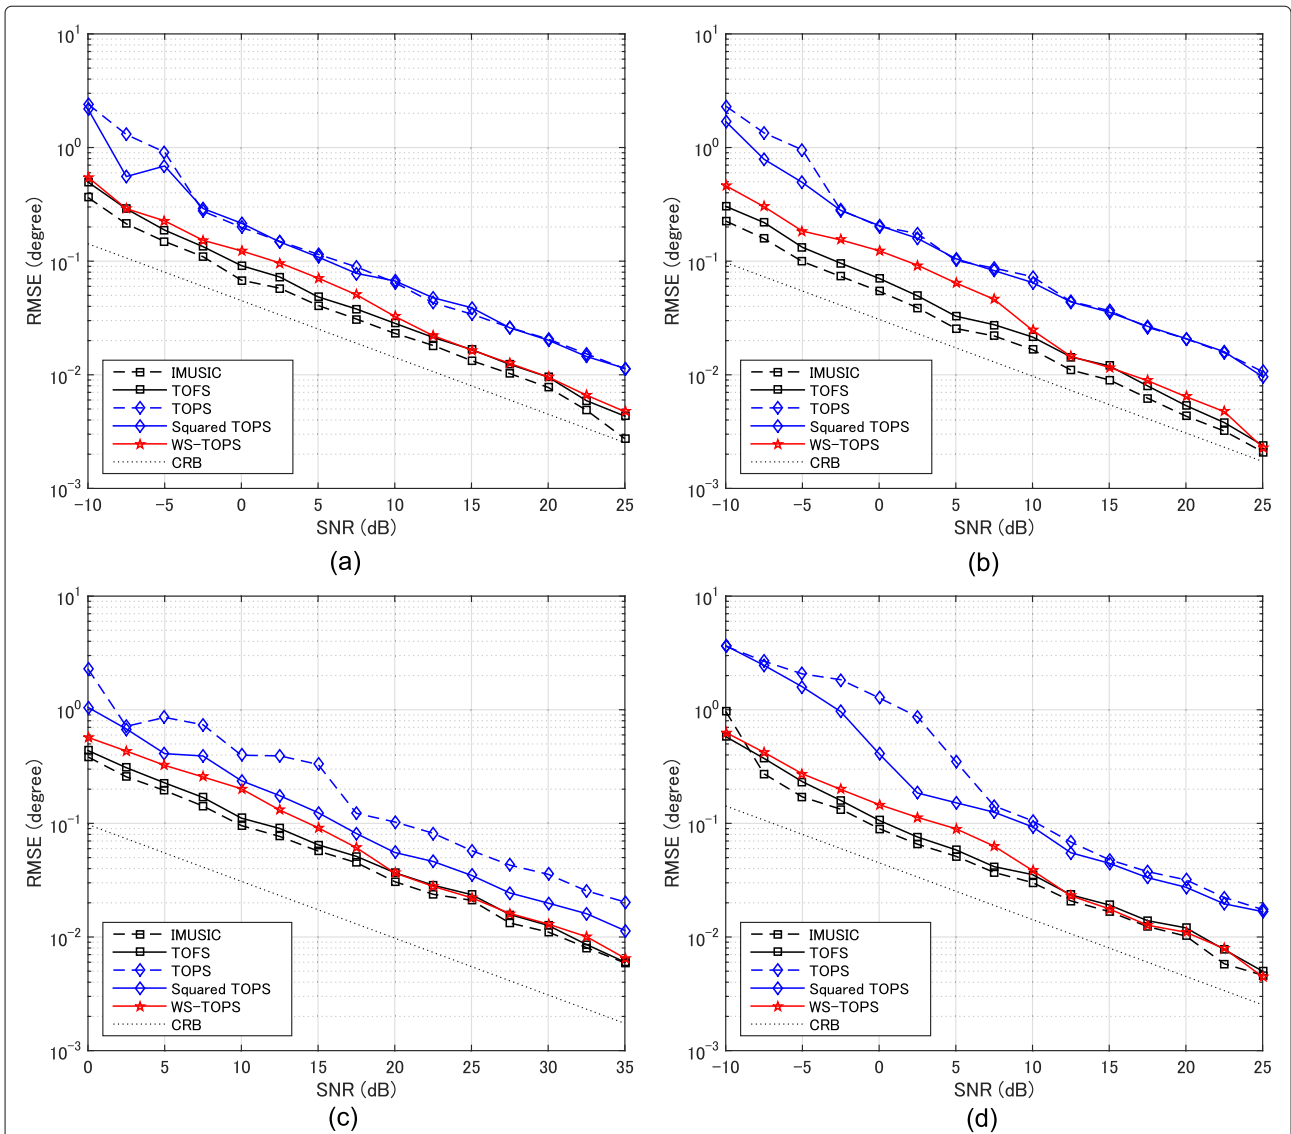 10^1
10^0
10^-1
10^-2
10^-3
RMSE (degree)
IMUSIC
TOFS
TOPS
Squared TOPS
WS-TOPS
CRB
-10 -5 0 5 10 15 20 25
SNR (dB)
(a)
10^1
10^0
10^-1
10^-2
10^-3
RMSE (degree)
IMUSIC
TOFS
TOPS
Squared TOPS
WS-TOPS
CRB
-10 -5 0 5 10 15 20 25
SNR (dB)
(b)
10^1
10^0
10^-1
10^-2
10^-3
RMSE (degree)
IMUSIC
TOFS
TOPS
Squared TOPS
WS-TOPS
CRB
0 5 10 15 20 25 30 35
SNR (dB)
(c)
10^1
10^0
10^-1
10^-2
10^-3
RMSE (degree)
IMUSIC
TOFS
TOPS
Squared TOPS
WS-TOPS
CRB
-10 -5 0 5 10 15 20 25
SNR (dB)
(d)